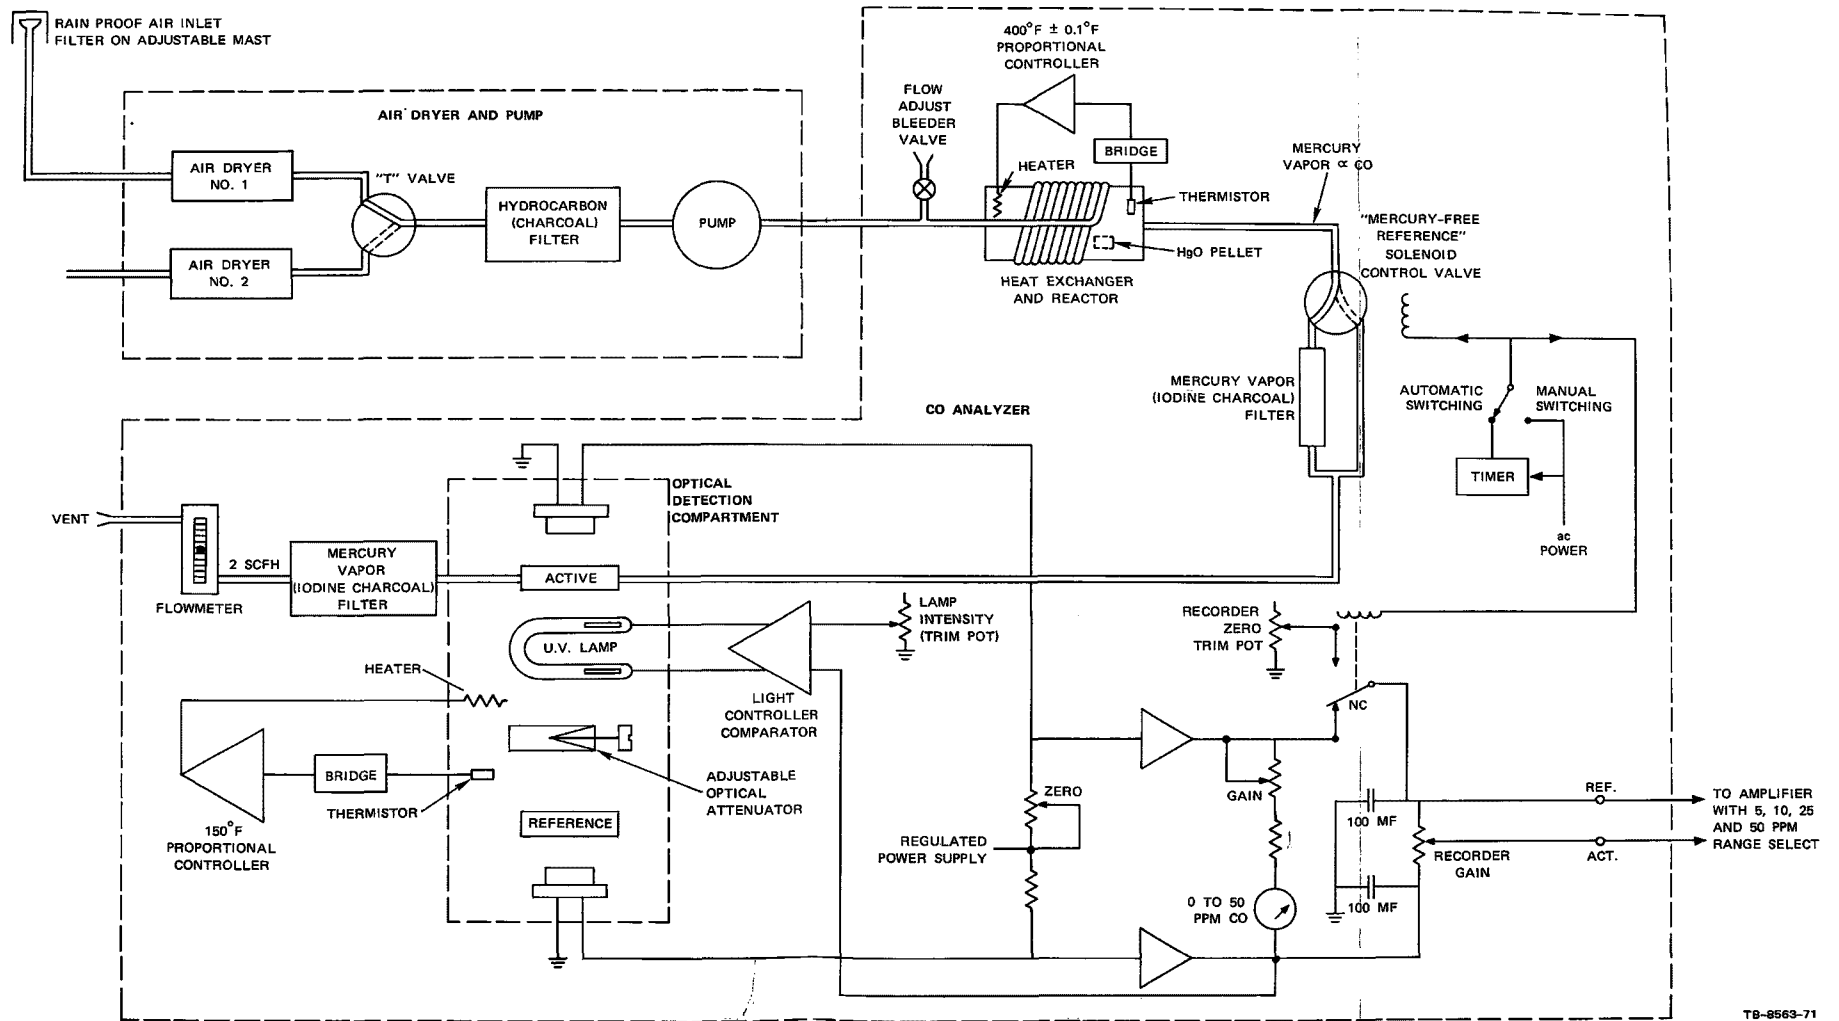 RAIN PROOF AIR INLET
FILTER ON ADJUSTABLE MAST
AIR DRYER AND PUMP
AIR DRYER
NO. 1
"T" VALVE
HYDROCARBON
(CHARCOAL)
FILTER
PUMP
AIR DRYER
NO. 2
FLOW
ADJUST
BLEEDER
VALVE
400°F ± 0.1°F
PROPORTIONAL
CONTROLLER
BRIDGE
HEATER
THERMISTOR
HgO PELLET
HEAT EXCHANGER
AND REACTOR
MERCURY
VAPOR ∝ CO
"MERCURY-FREE
REFERENCE"
SOLENOID
CONTROL VALVE
MERCURY VAPOR
(IODINE CHARCOAL)
FILTER
AUTOMATIC
SWITCHING
MANUAL
SWITCHING
TIMER
ac
POWER
CO ANALYZER
OPTICAL
DETECTION
COMPARTMENT
VENT
2 SCFH
FLOWMETER
MERCURY
VAPOR
(IODINE CHARCOAL)
FILTER
ACTIVE
U.V. LAMP
LAMP
INTENSITY
(TRIM POT)
LIGHT
CONTROLLER
COMPARATOR
HEATER
BRIDGE
THERMISTOR
150°F
PROPORTIONAL
CONTROLLER
ADJUSTABLE
OPTICAL
ATTENUATOR
REFERENCE
RECORDER
ZERO
TRIM POT
NC
ZERO
REGULATED
POWER SUPPLY
GAIN
0 TO 50
PPM CO
100 MF
100 MF
RECORDER
GAIN
REF.
ACT.
TO AMPLIFIER
WITH 5, 10, 25
AND 50 PPM
RANGE SELECT
TB-8563-71